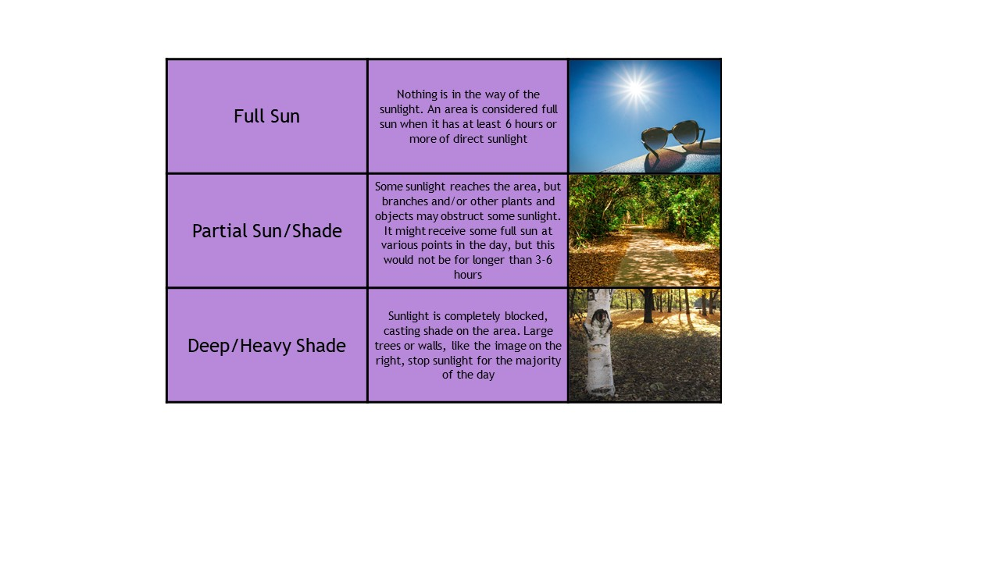 Full Sun
Nothing is in the way of the
sunlight. An area is considered full
sun when it has at least 6 hours or
more of direct sunlight
Partial Sun/Shade
Some sunlight reaches the area, but
branches and/or other plants and
objects may obstruct some sunlight.
It might receive some full sun at
various points in the day, but this
would not be for longer than 3-6
hours
Deep/Heavy Shade
Sunlight is completely blocked,
casting shade on the area. Large
trees or walls, like the image on the
right, stop sunlight for the majority
of the day